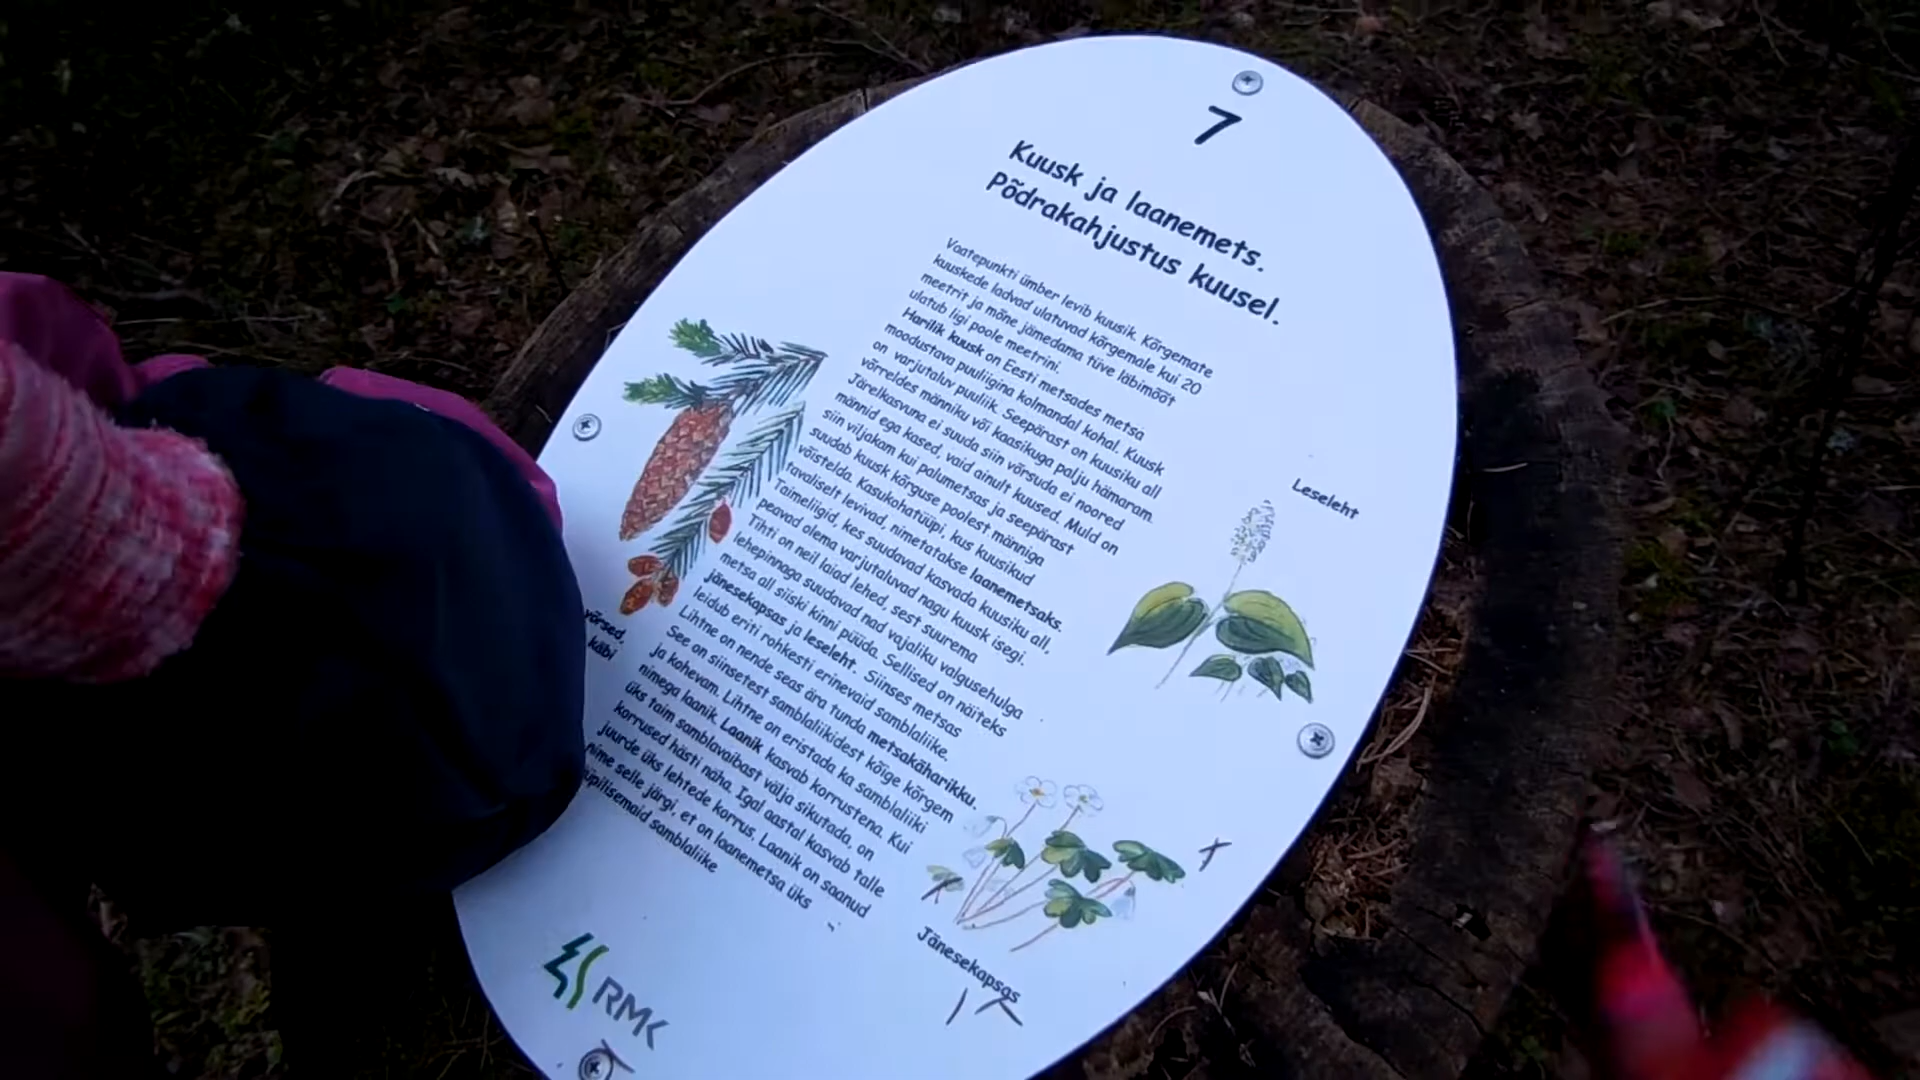 7
Kuusk ja laanemets.
Põdrakahjustus kuusel.
Vaatepunkti ümber levib kuusik. Kõrgemate
kuuskede ladvad ulatuvad kõrgemale kui 20
meetrit ja mõne jämedama tüve läbimõõt
ulatub ligi poole meetrini.
Harilik kuusk on Eesti metsades metsa
moodustava puuliigina kolmandal kohal. Kuusk
on varjutaluv puuliik. Seepärast on kuusiku all
võrreldes männiku või kaasikuga palju hämaram.
Järelkasvuna ei suuda siin võrsuda ei noored
männid ega kased, vaid ainult kuused. Muld on
siin viljakam kui palumetsas ja seepärast
suudab kuusk kõrguse poolest männiga
võistelda. Kasukohatüüpi, kus kuusikud
tavaliselt levivad, nimetatakse laanemetsaks.
Taimeliigid, kes suudavad kasvada kuusiku all,
peavad olema varjutaluvad nagu kuusk isegi.
Tihti on neil laiad lehed, sest suurema
lehepinnaga suudavad nad vajaliku valgusehulga
metsa all siiski kinni püüda. Sellised on näiteks
jänesekapsas ja leseleht. Siinses metsas
leidub eriti rohkesti erinevaid samblaliike.
Lihtne on nende seas ära tunda metsakäharikku.
See on siinsetest samblaliikidest kõige kõrgem
ja kohevam. Lihtne on eristada ka samblaliiki
nimega laanik. Laanik kasvab korrustena. Kui
üks taim samblavaibast välja sikutada, on
korrused hästi näha. Igal aastal kasvab talle
juurde üks lehtede korrus. Laanik on saanud
nime selle järgi, et on laanemetsa üks
tüüpilisemaid samblaliike
võrsed,
käbi
Leseleht
Jänesekapsas
RMK